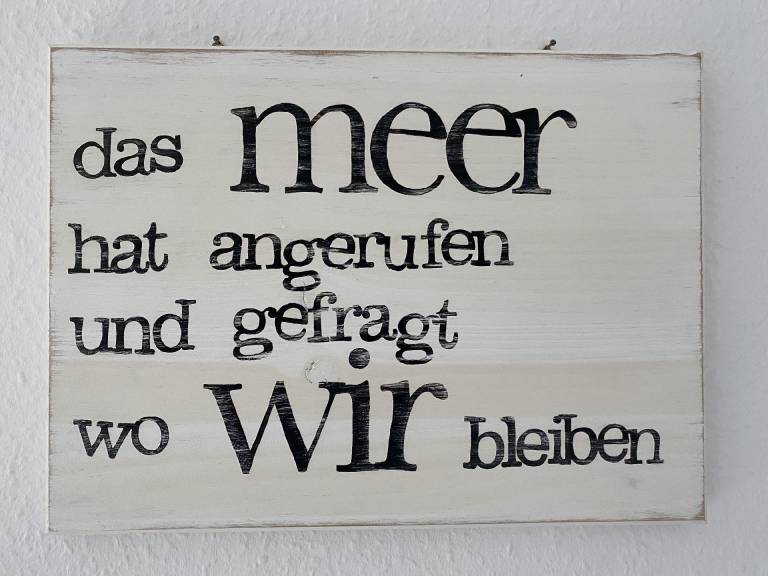 das meer
hat angerufen
und gefragt
wo wir bleiben